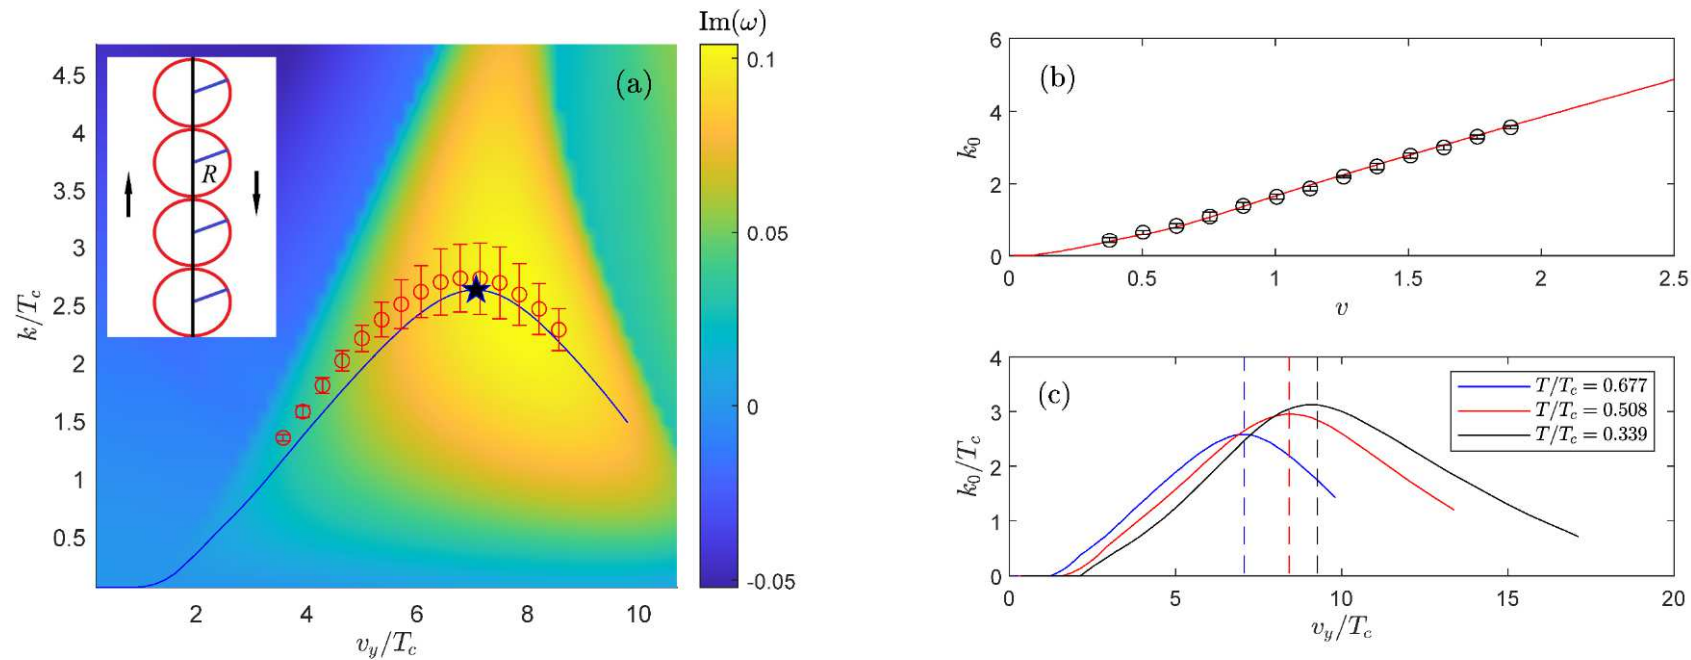 Im(ω)
(a)
0.1
0.05
0
-0.05
4.5
4
3.5
3
2.5
2
1.5
1
0.5
k/T_c
R
2
4
6
8
10
v_y/T_c
(b)
6
4
2
0
k_0
0
0.5
1
1.5
2
2.5
v
(c)
4
3
2
1
0
k_0/T_c
T/T_c = 0.677
T/T_c = 0.508
T/T_c = 0.339
0
5
10
15
20
v_y/T_c